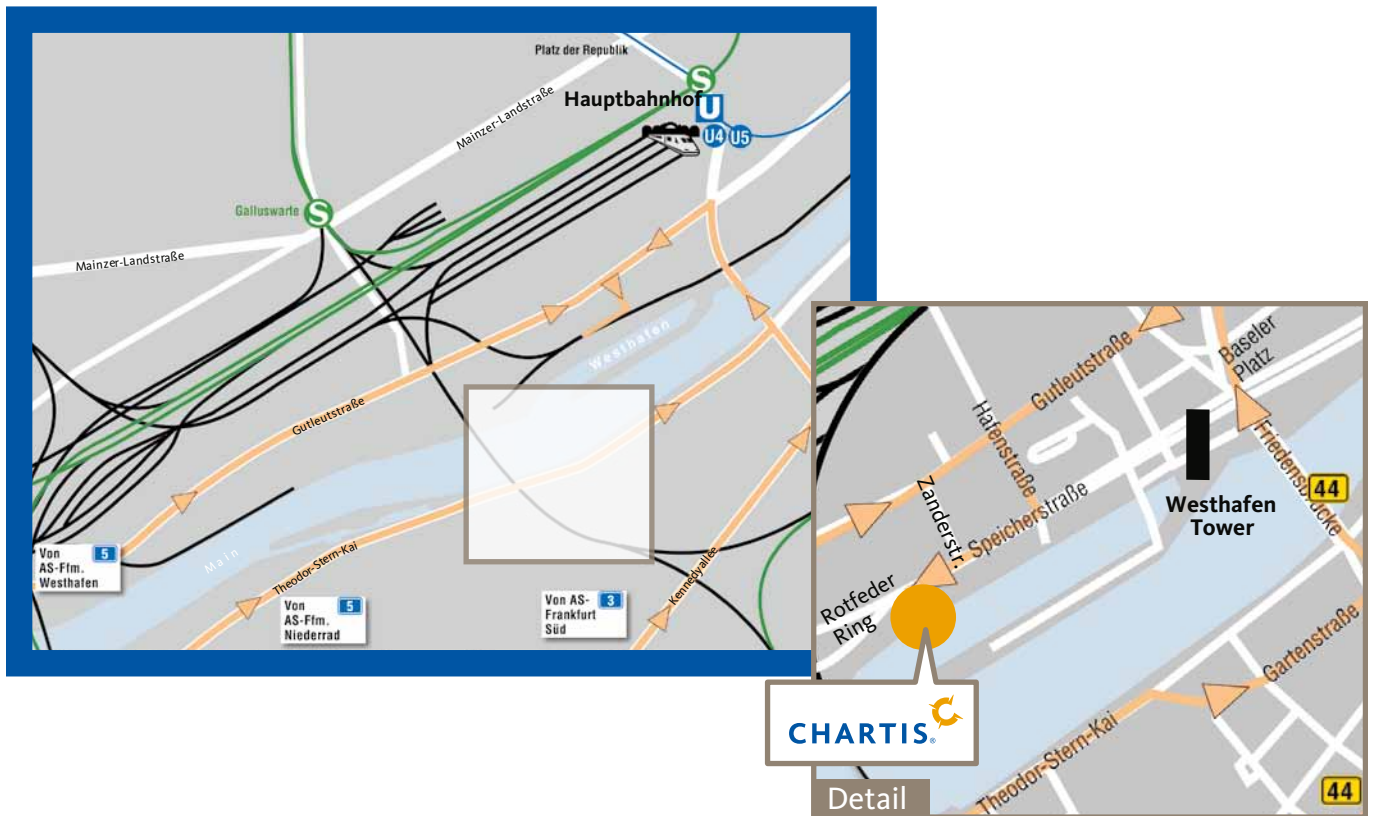 Platz der Republik
S
Hauptbahnhof
U
U4 U5
Mainzer-Landstraße
Galluswarte S
Mainzer-Landstraße
Westhafen
Gutleutstraße
Main
Theodor-Stern-Kai
Kennedyallee
Von 5
AS-Ffm.
Westhafen
Von 5
AS-Ffm.
Niederrad
Von AS- 3
Frankfurt
Süd
Gutleutstraße
Baseler
Platz
Hafenstraße
Friedensbrücke
44
Zanderstr.
Speicherstraße
Westhafen
Tower
Rotfeder
Ring
Gartenstraße
CHARTIS®
Theodor-Stern-Kai
44
Detail